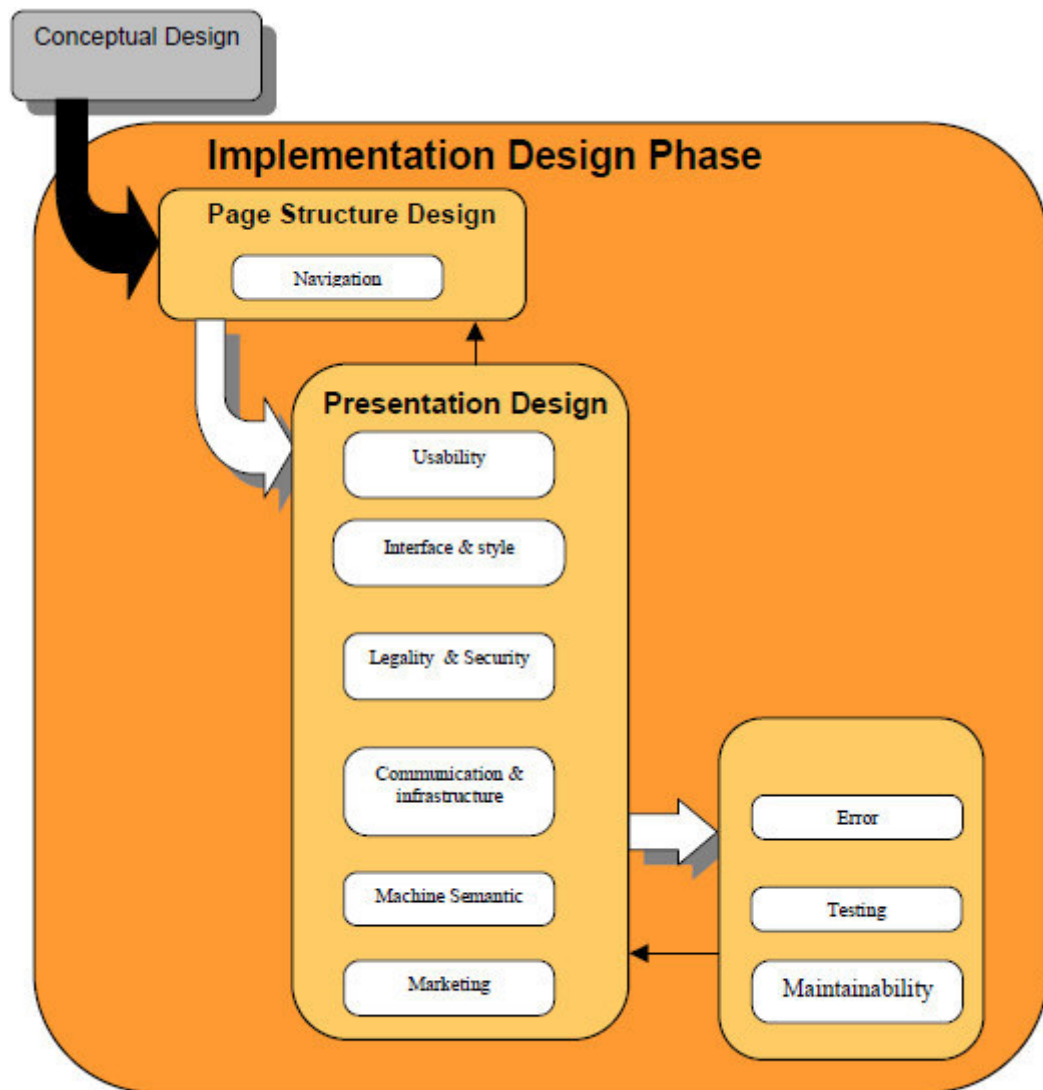 Conceptual Design
Implementation Design Phase
Page Structure Design
Navigation
Presentation Design
Usability
Interface & style
Legality & Security
Communication &
infrastructure
Machine Semantic
Marketing
Error
Testing
Maintainability